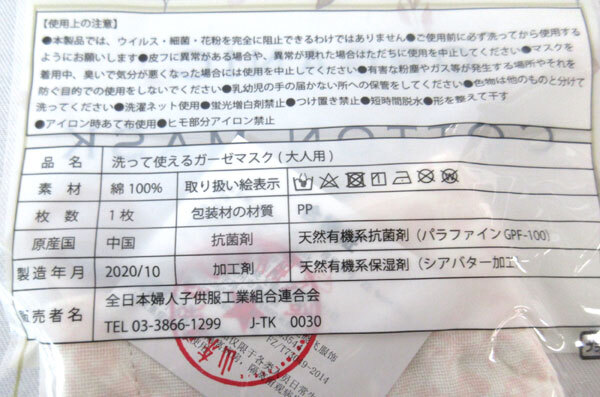 【使用上の注意】
●本製品では、ウイルス・細菌・花粉を完全に阻止できるわけではありません●ご使用前に必ず洗ってから使用する
ようにお願いします●皮フに異常がある場合や、異常が現れた場合はただちに使用を中止してください●マスクを
着用中、臭いで気分が悪くなった場合には使用を中止してください●有害な粉塵やガス等が発生する場所やそれを
防ぐ目的での使用をしないでください●乳幼児の手の届かない所への保管をしてください●色物は他のものと分けて
洗ってください●洗濯ネット使用●蛍光増白剤禁止●つけ置き禁止●短時間脱水●形を整えて干す
●アイロン時あて布使用●ヒモ部分アイロン禁止
COTTON MASK
品 名 洗って使えるガーゼマスク(大人用)
素 材 綿100% 取り扱い絵表示
枚 数 1枚 包装材の材質 PP
原産国 中国 抗菌剤 天然有機系抗菌剤(パラファインGPF-100)
製造年月 2020/10 加工剤 天然有機系保湿剤(シアバター加工
販売者名 全日本婦人子供服工業組合連合会
TEL 03-3866-1299 J-TK 0030